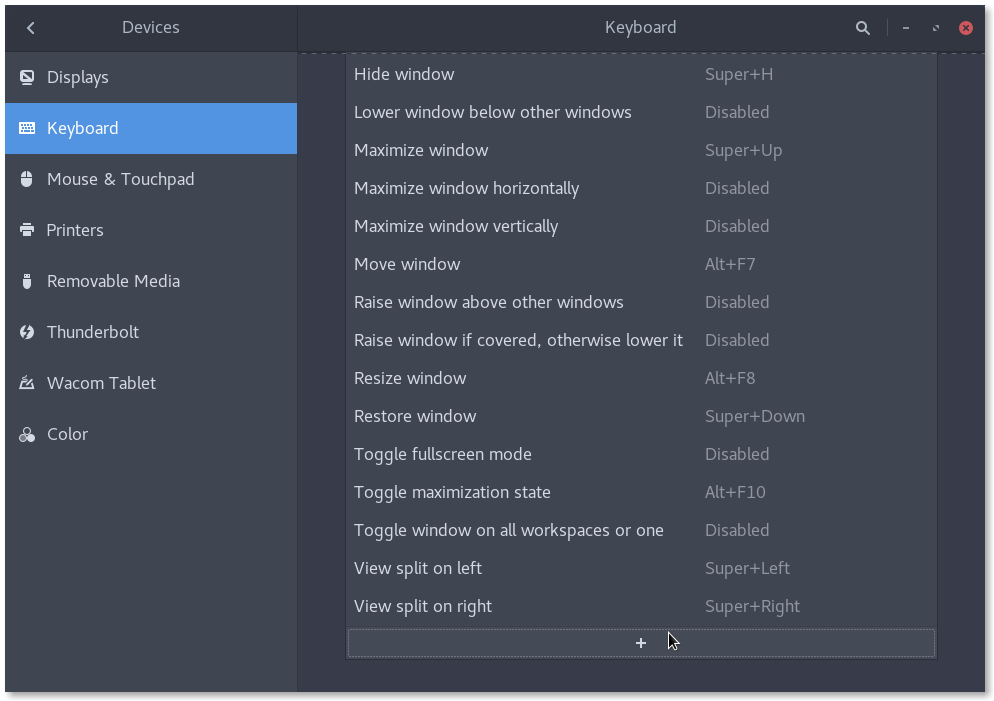 Devices
Keyboard
Displays
Keyboard
Mouse & Touchpad
Printers
Removable Media
Thunderbolt
Wacom Tablet
Color
Hide window Super+H
Lower window below other windows Disabled
Maximize window Super+Up
Maximize window horizontally Disabled
Maximize window vertically Disabled
Move window Alt+F7
Raise window above other windows Disabled
Raise window if covered, otherwise lower it Disabled
Resize window Alt+F8
Restore window Super+Down
Toggle fullscreen mode Disabled
Toggle maximization state Alt+F10
Toggle window on all workspaces or one Disabled
View split on left Super+Left
View split on right Super+Right
+